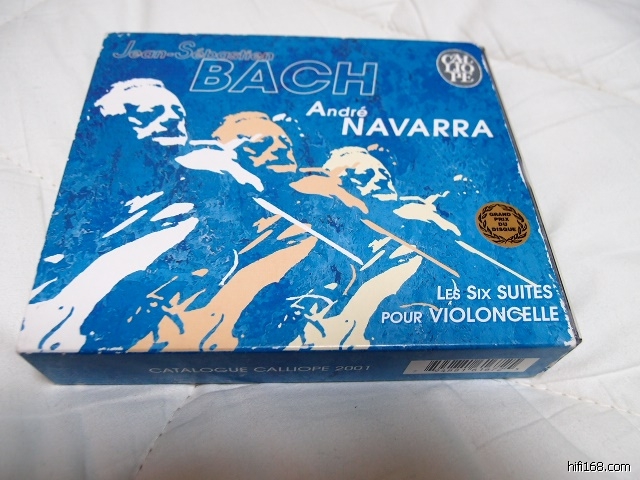 Jean-Sébastien
BACH
CAL
LIO
PE
André
NAVARRA
GRAND
PRIX
DU
DISQUE
LES SIX SUITES
POUR VIOLONCELLE
CATALOGUE CALLIOPE 2001
hifi168.com